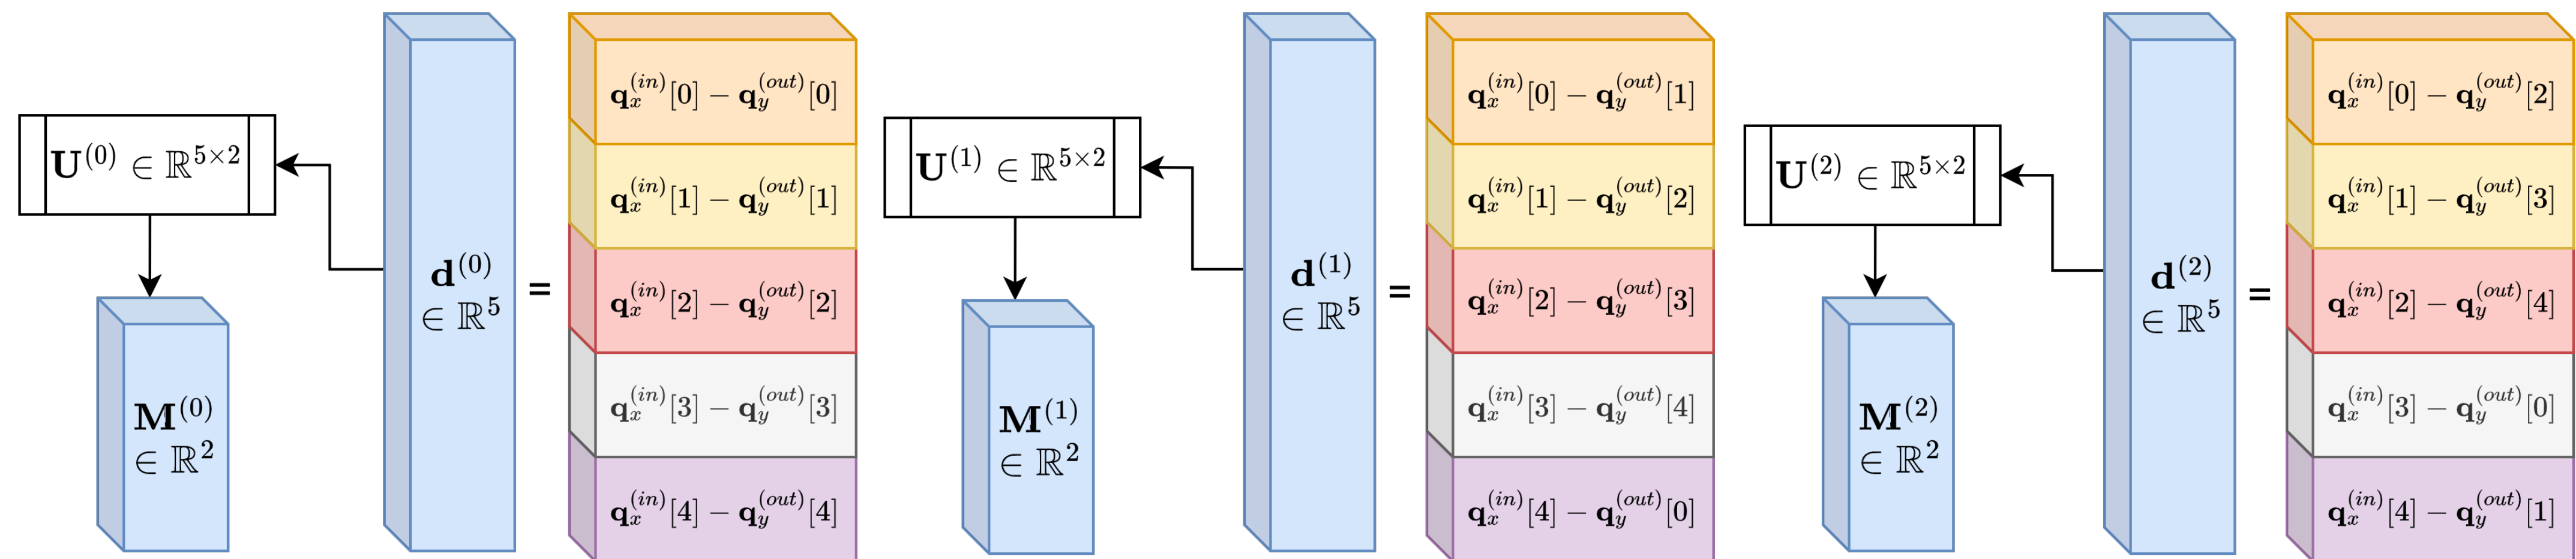 U^{(0)} ∈ ℝ^{5×2}
M^{(0)}
∈ ℝ^2
d^{(0)}
∈ ℝ^5
=
q_x^{(in)}[0] − q_y^{(out)}[0]
q_x^{(in)}[1] − q_y^{(out)}[1]
q_x^{(in)}[2] − q_y^{(out)}[2]
q_x^{(in)}[3] − q_y^{(out)}[3]
q_x^{(in)}[4] − q_y^{(out)}[4]
U^{(1)} ∈ ℝ^{5×2}
M^{(1)}
∈ ℝ^2
d^{(1)}
∈ ℝ^5
=
q_x^{(in)}[0] − q_y^{(out)}[1]
q_x^{(in)}[1] − q_y^{(out)}[2]
q_x^{(in)}[2] − q_y^{(out)}[3]
q_x^{(in)}[3] − q_y^{(out)}[4]
q_x^{(in)}[4] − q_y^{(out)}[0]
U^{(2)} ∈ ℝ^{5×2}
M^{(2)}
∈ ℝ^2
d^{(2)}
∈ ℝ^5
=
q_x^{(in)}[0] − q_y^{(out)}[2]
q_x^{(in)}[1] − q_y^{(out)}[3]
q_x^{(in)}[2] − q_y^{(out)}[4]
q_x^{(in)}[3] − q_y^{(out)}[0]
q_x^{(in)}[4] − q_y^{(out)}[1]